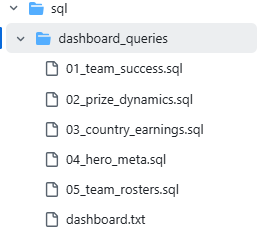 sql
dashboard_queries
01_team_success.sql
02_prize_dynamics.sql
03_country_earnings.sql
04_hero_meta.sql
05_team_rosters.sql
dashboard.txt